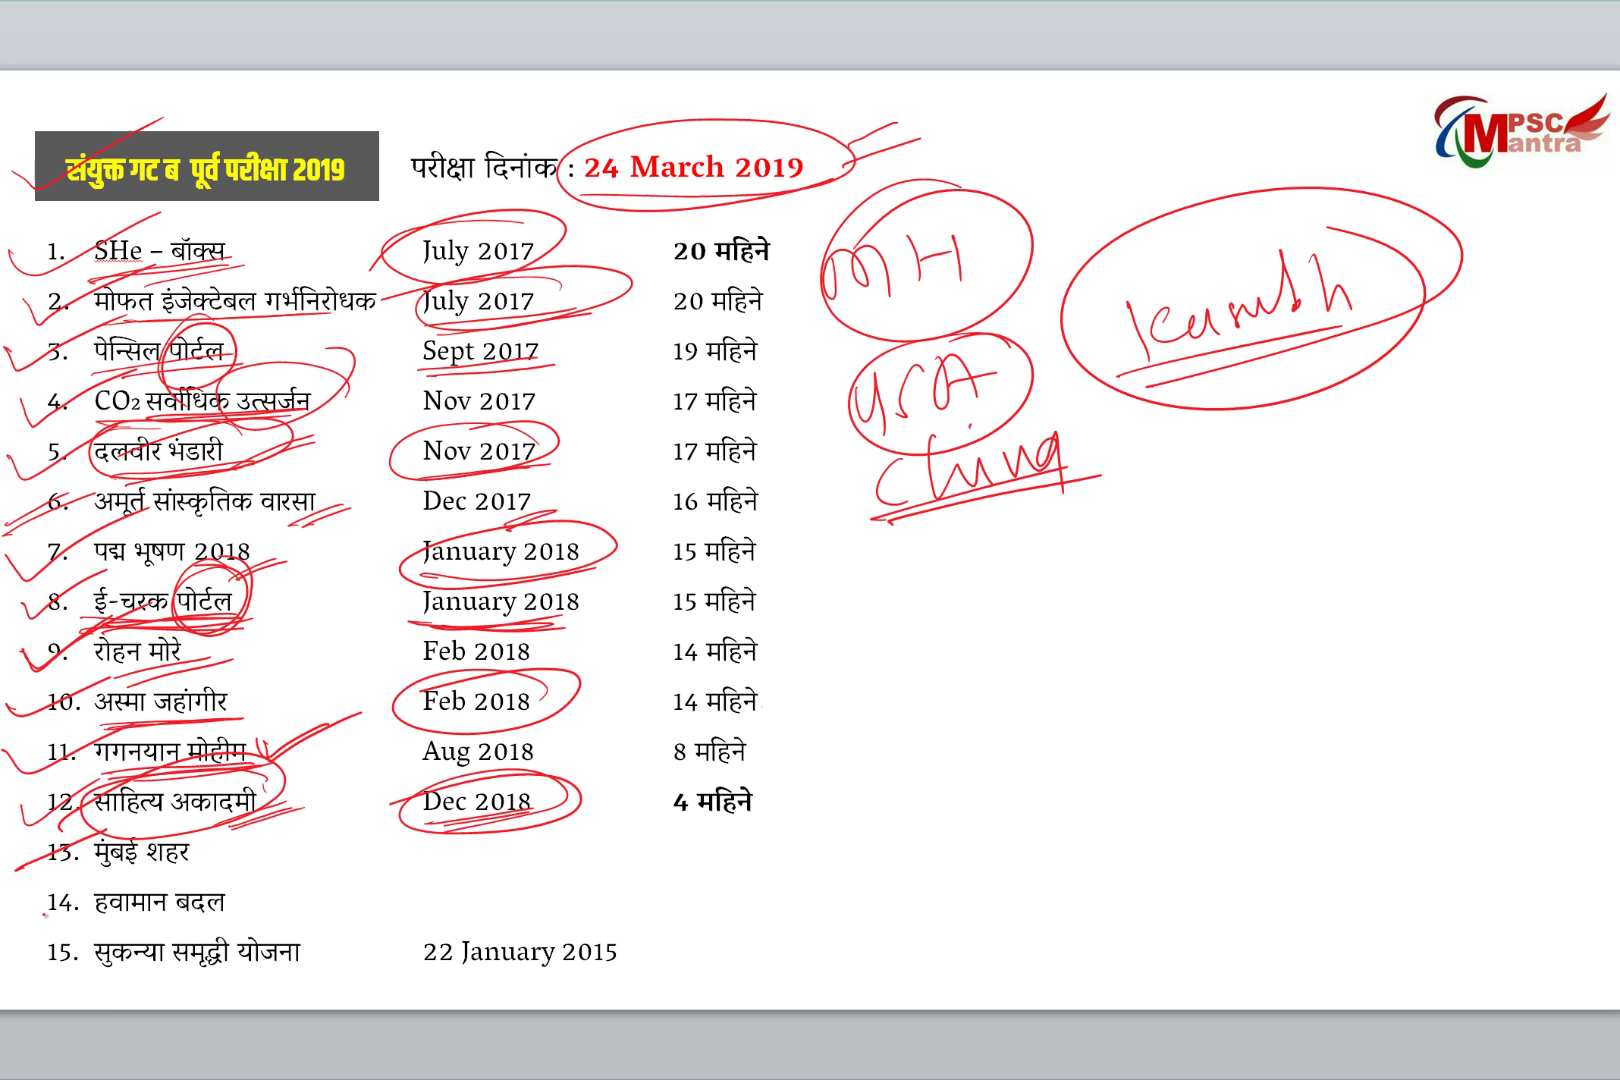 MPSC Mantra
संयुक्त गट ब पूर्व परीक्षा 2019 परीक्षा दिनांक : 24 March 2019
1. SHe – बॉक्स July 2017 20 महिने
2. मोफत इंजेक्टेबल गर्भनिरोधक July 2017 20 महिने
3. पेन्सिल पोर्टल Sept 2017 19 महिने
4. CO₂ सर्वाधिक उत्सर्जन Nov 2017 17 महिने
5. दलवीर भंडारी Nov 2017 17 महिने
6. अमूर्त सांस्कृतिक वारसा Dec 2017 16 महिने
7. पद्म भूषण 2018 January 2018 15 महिने
8. ई-चरक पोर्टल January 2018 15 महिने
9. रोहन मोरे Feb 2018 14 महिने
10. अस्मा जहांगीर Feb 2018 14 महिने
11. गगनयान मोहीम Aug 2018 8 महिने
12. साहित्य अकादमी Dec 2018 4 महिने
13. मुंबई शहर
14. हवामान बदल
15. सुकन्या समृद्धी योजना 22 January 2015
MH
USA
China
Kumbh